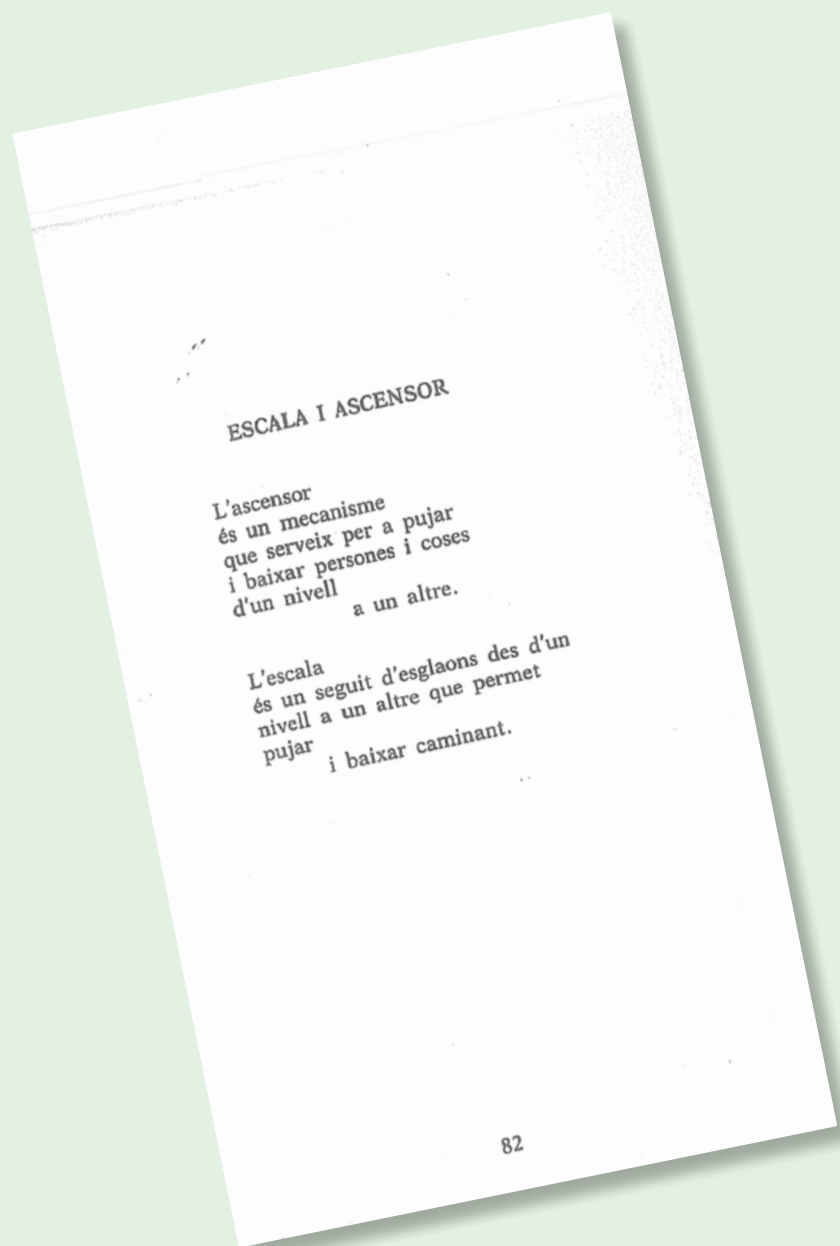 ESCALA I ASCENSOR
L'ascensor
és un mecanisme
que serveix per a pujar
i baixar persones i coses
d'un nivell
a un altre.
L'escala
és un seguit d'esglaons des d'un
nivell a un altre que permet
pujar
i baixar caminant.
82